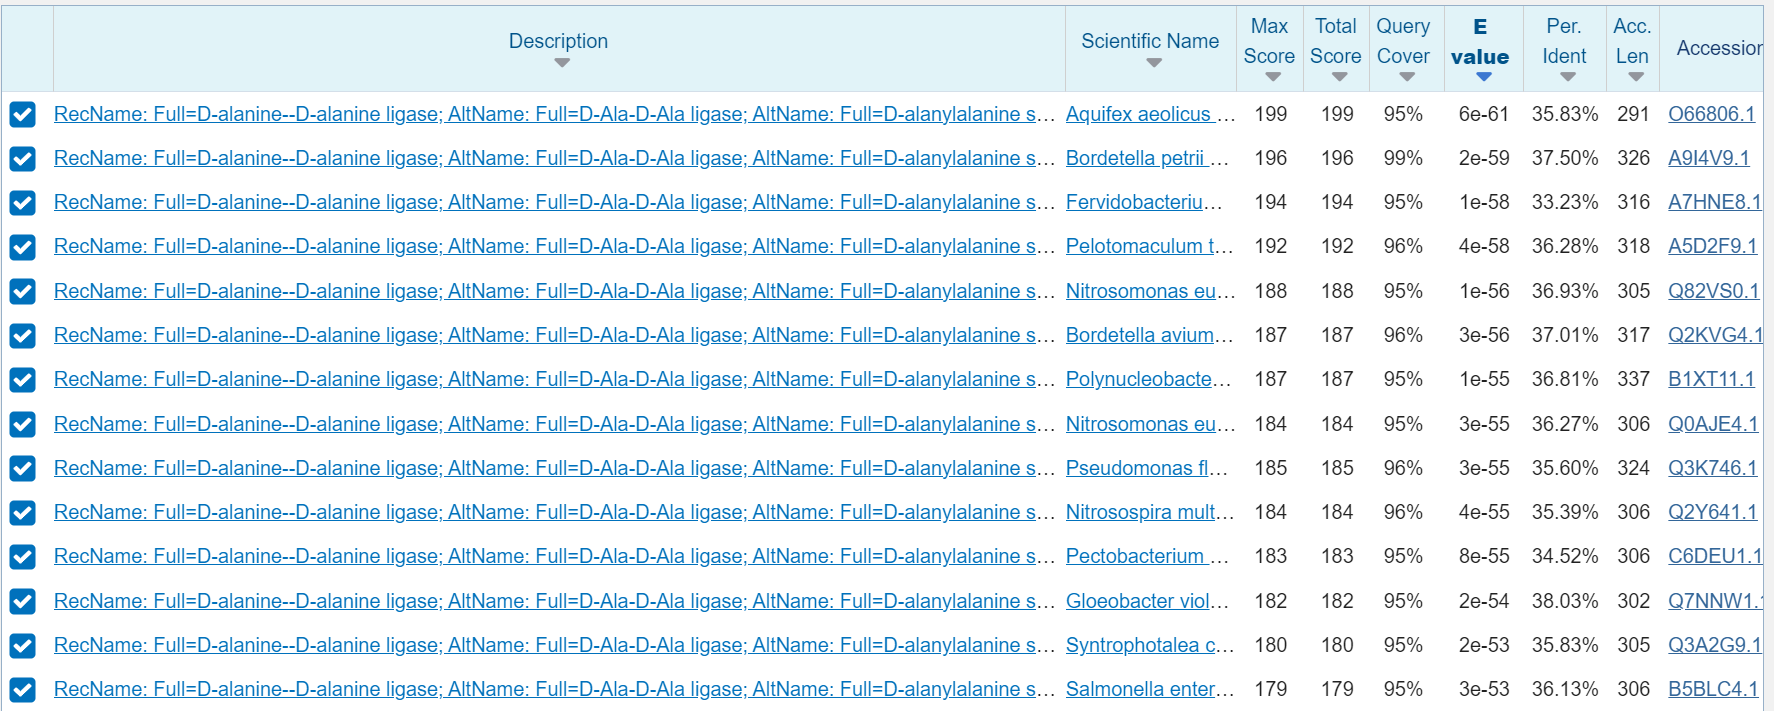 Description Scientific Name Max Score Total Score Query Cover E value Per. Ident Acc. Len Accession
RecName: Full=D-alanine--D-alanine ligase; AltName: Full=D-Ala-D-Ala ligase; AltName: Full=D-alanylalanine s... Aquifex aeolicus ... 199 199 95% 6e-61 35.83% 291 O66806.1
RecName: Full=D-alanine--D-alanine ligase; AltName: Full=D-Ala-D-Ala ligase; AltName: Full=D-alanylalanine s... Bordetella petrii ... 196 196 99% 2e-59 37.50% 326 A9I4V9.1
RecName: Full=D-alanine--D-alanine ligase; AltName: Full=D-Ala-D-Ala ligase; AltName: Full=D-alanylalanine s... Fervidobacteriu... 194 194 95% 1e-58 33.23% 316 A7HNE8.1
RecName: Full=D-alanine--D-alanine ligase; AltName: Full=D-Ala-D-Ala ligase; AltName: Full=D-alanylalanine s... Pelotomaculum t... 192 192 96% 4e-58 36.28% 318 A5D2F9.1
RecName: Full=D-alanine--D-alanine ligase; AltName: Full=D-Ala-D-Ala ligase; AltName: Full=D-alanylalanine s... Nitrosomonas eu... 188 188 95% 1e-56 36.93% 305 Q82VS0.1
RecName: Full=D-alanine--D-alanine ligase; AltName: Full=D-Ala-D-Ala ligase; AltName: Full=D-alanylalanine s... Bordetella avium... 187 187 96% 3e-56 37.01% 317 Q2KVG4.1
RecName: Full=D-alanine--D-alanine ligase; AltName: Full=D-Ala-D-Ala ligase; AltName: Full=D-alanylalanine s... Polynucleobacte... 187 187 95% 1e-55 36.81% 337 B1XT11.1
RecName: Full=D-alanine--D-alanine ligase; AltName: Full=D-Ala-D-Ala ligase; AltName: Full=D-alanylalanine s... Nitrosomonas eu... 184 184 95% 3e-55 36.27% 306 Q0AJE4.1
RecName: Full=D-alanine--D-alanine ligase; AltName: Full=D-Ala-D-Ala ligase; AltName: Full=D-alanylalanine s... Pseudomonas fl... 185 185 96% 3e-55 35.60% 324 Q3K746.1
RecName: Full=D-alanine--D-alanine ligase; AltName: Full=D-Ala-D-Ala ligase; AltName: Full=D-alanylalanine s... Nitrosospira mult... 184 184 96% 4e-55 35.39% 306 Q2Y641.1
RecName: Full=D-alanine--D-alanine ligase; AltName: Full=D-Ala-D-Ala ligase; AltName: Full=D-alanylalanine s... Pectobacterium ... 183 183 95% 8e-55 34.52% 306 C6DEU1.1
RecName: Full=D-alanine--D-alanine ligase; AltName: Full=D-Ala-D-Ala ligase; AltName: Full=D-alanylalanine s... Gloeobacter viol... 182 182 95% 2e-54 38.03% 302 Q7NNW1.1
RecName: Full=D-alanine--D-alanine ligase; AltName: Full=D-Ala-D-Ala ligase; AltName: Full=D-alanylalanine s... Syntrophotalea c... 180 180 95% 2e-53 35.83% 305 Q3A2G9.1
RecName: Full=D-alanine--D-alanine ligase; AltName: Full=D-Ala-D-Ala ligase; AltName: Full=D-alanylalanine s... Salmonella enter... 179 179 95% 3e-53 36.13% 306 B5BLC4.1